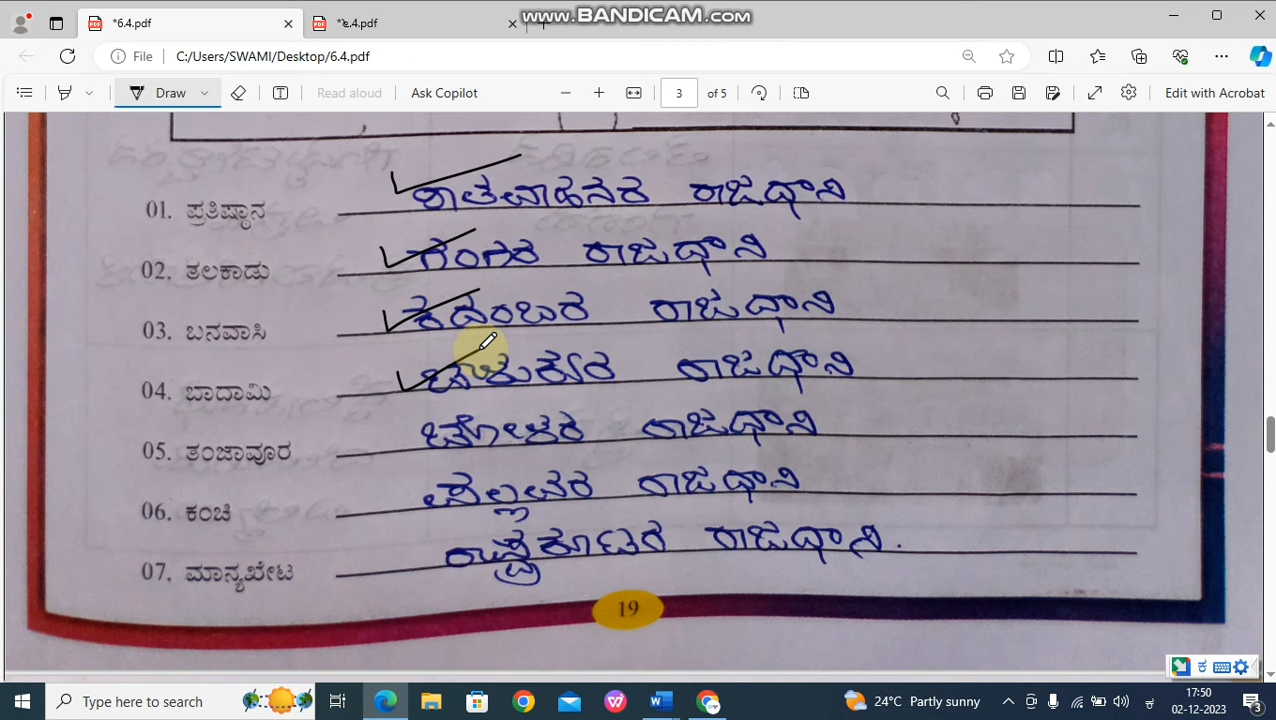 *6.4.pdf
*೬.4.pdf
www.BANDICAM.com
File C:/Users/SWAMI/Desktop/6.4.pdf
Draw Read aloud Ask Copilot 3 of 5 Edit with Acrobat
01. ಪ್ರತಿಷ್ಠಾನ ಶಾತವಾಹನರ ರಾಜಧಾನಿ
02. ತಲಕಾಡು ಗಂಗರ ರಾಜಧಾನಿ
03. ಬನವಾಸಿ ಕದಂಬರ ರಾಜಧಾನಿ
04. ಬಾದಾಮಿ ಚಾಳುಕ್ಯರ ರಾಜಧಾನಿ
05. ತಂಜಾವೂರ ಚೋಳರ ರಾಜಧಾನಿ
06. ಕಂಚಿ ಪಲ್ಲವರ ರಾಜಧಾನಿ
07. ಮಾನ್ಯಖೇಟ ರಾಷ್ಟ್ರಕೂಟರ ರಾಜಧಾನಿ.
19
Type here to search 24°C Partly sunny 17:50
02-12-2023